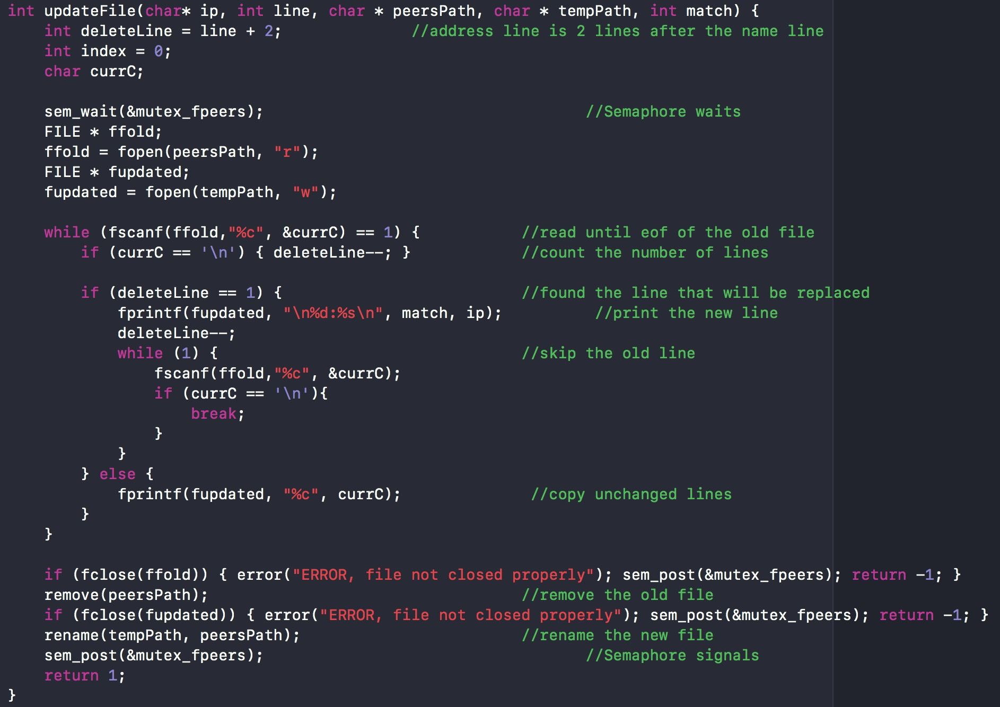 int updateFile(char* ip, int line, char * peersPath, char * tempPath, int match) {
    int deleteLine = line + 2;              //address line is 2 lines after the name line
    int index = 0;
    char currC;

    sem_wait(&mutex_fpeers);                                   //Semaphore waits
    FILE * ffold;
    ffold = fopen(peersPath, "r");
    FILE * fupdated;
    fupdated = fopen(tempPath, "w");

    while (fscanf(ffold,"%c", &currC) == 1) {           //read until eof of the old file
        if (currC == '\n') { deleteLine--; }            //count the number of lines

        if (deleteLine == 1) {                          //found the line that will be replaced
            fprintf(fupdated, "\n%d:%s\n", match, ip);          //print the new line
            deleteLine--;
            while (1) {                                 //skip the old line
                fscanf(ffold,"%c", &currC);
                if (currC == '\n'){
                    break;
                }
            }
        } else {
            fprintf(fupdated, "%c", currC);              //copy unchanged lines
        }
    }

    if (fclose(ffold)) { error("ERROR, file not closed properly"); sem_post(&mutex_fpeers); return -1; }
    remove(peersPath);                                  //remove the old file
    if (fclose(fupdated)) { error("ERROR, file not closed properly"); sem_post(&mutex_fpeers); return -1; }
    rename(tempPath, peersPath);                        //rename the new file
    sem_post(&mutex_fpeers);                                   //Semaphore signals
    return 1;
}